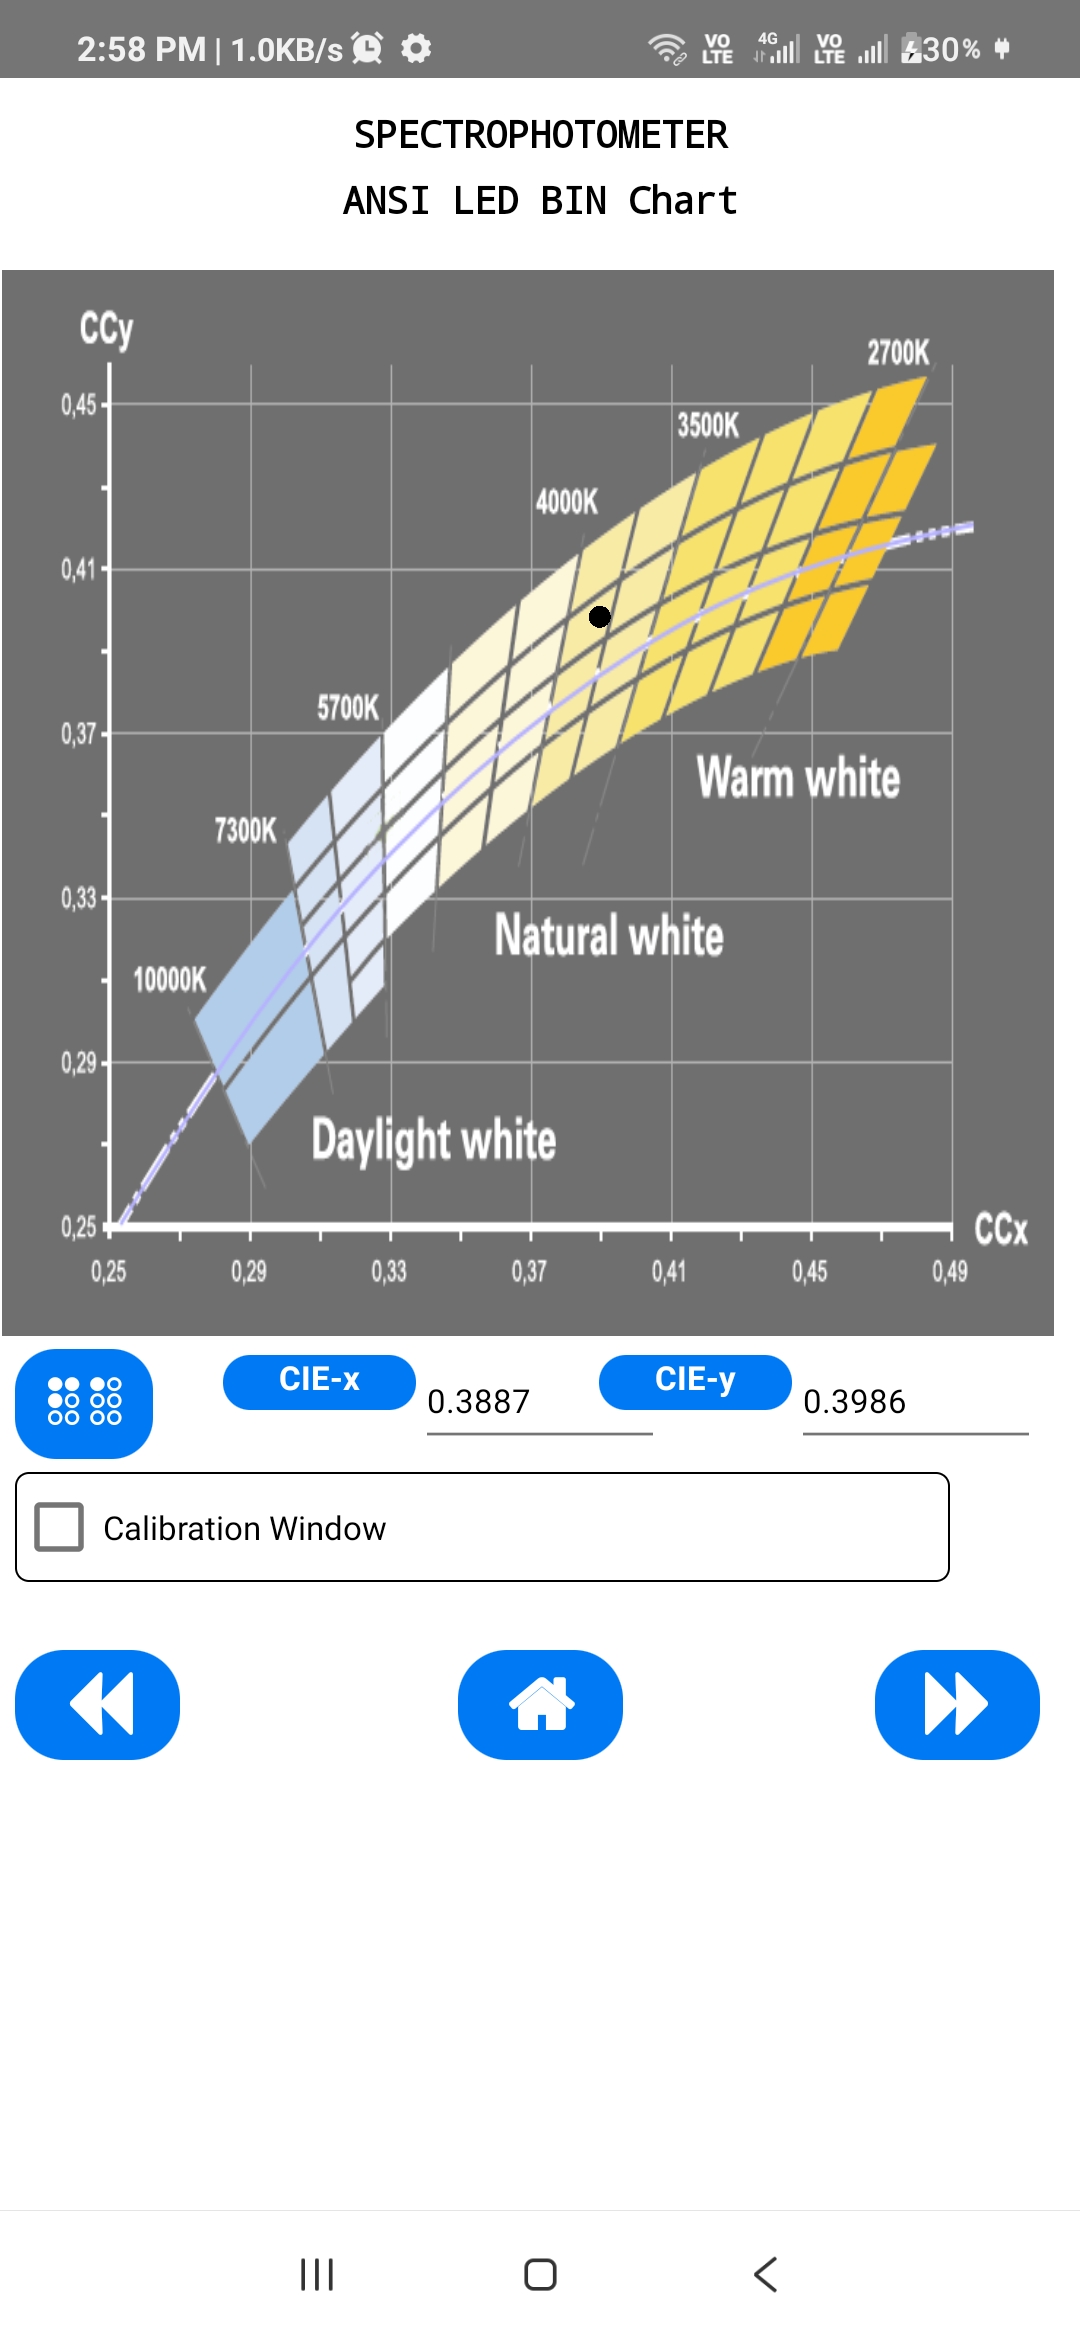 2:58 PM | 1.0KB/s
VO LTE 4G VO LTE 30%
SPECTROPHOTOMETER
ANSI LED BIN Chart
CCy
2700K
0,45
3500K
4000K
0,41
5700K
0,37
Warm white
7300K
0,33
Natural white
10000K
0,29
Daylight white
0,25
CCx
0,25 0,29 0,33 0,37 0,41 0,45 0,49
CIE-x 0.3887 CIE-y 0.3986
Calibration Window